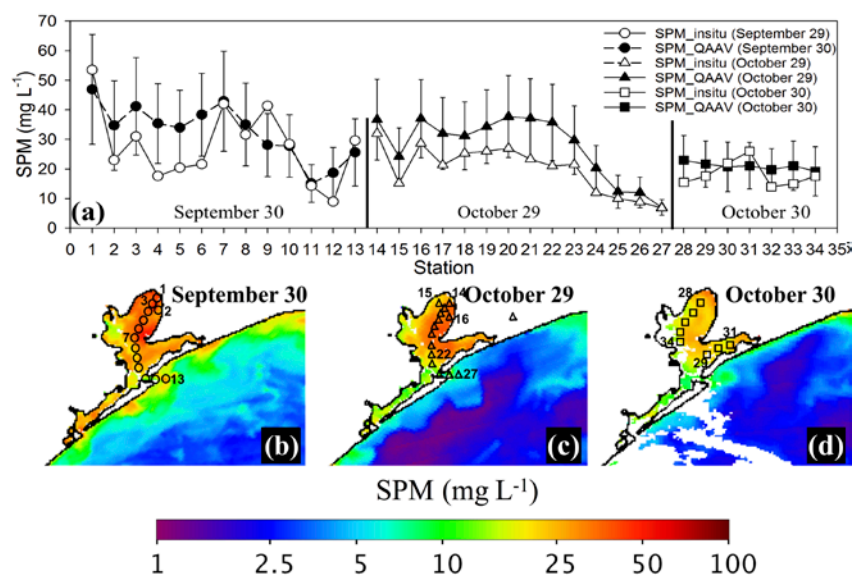 70
60
50
40
30
20
10
0
SPM (mg L-1)
SPM_insitu (September 29)
SPM_QAAV (September 30)
SPM_insitu (October 29)
SPM_QAAV (October 29)
SPM_insitu (October 30)
SPM_QAAV (October 30)
(a)
September 30
October 29
October 30
0 1 2 3 4 5 6 7 8 9 10 11 12 13 14 15 16 17 18 19 20 21 22 23 24 25 26 27 28 29 30 31 32 33 34 35
Station
September 30
1
3
2
7
13
(b)
October 29
15
14
16
22
27
(c)
October 30
28
31
34
29
(d)
SPM (mg L-1)
1 2.5 5 10 25 50 100